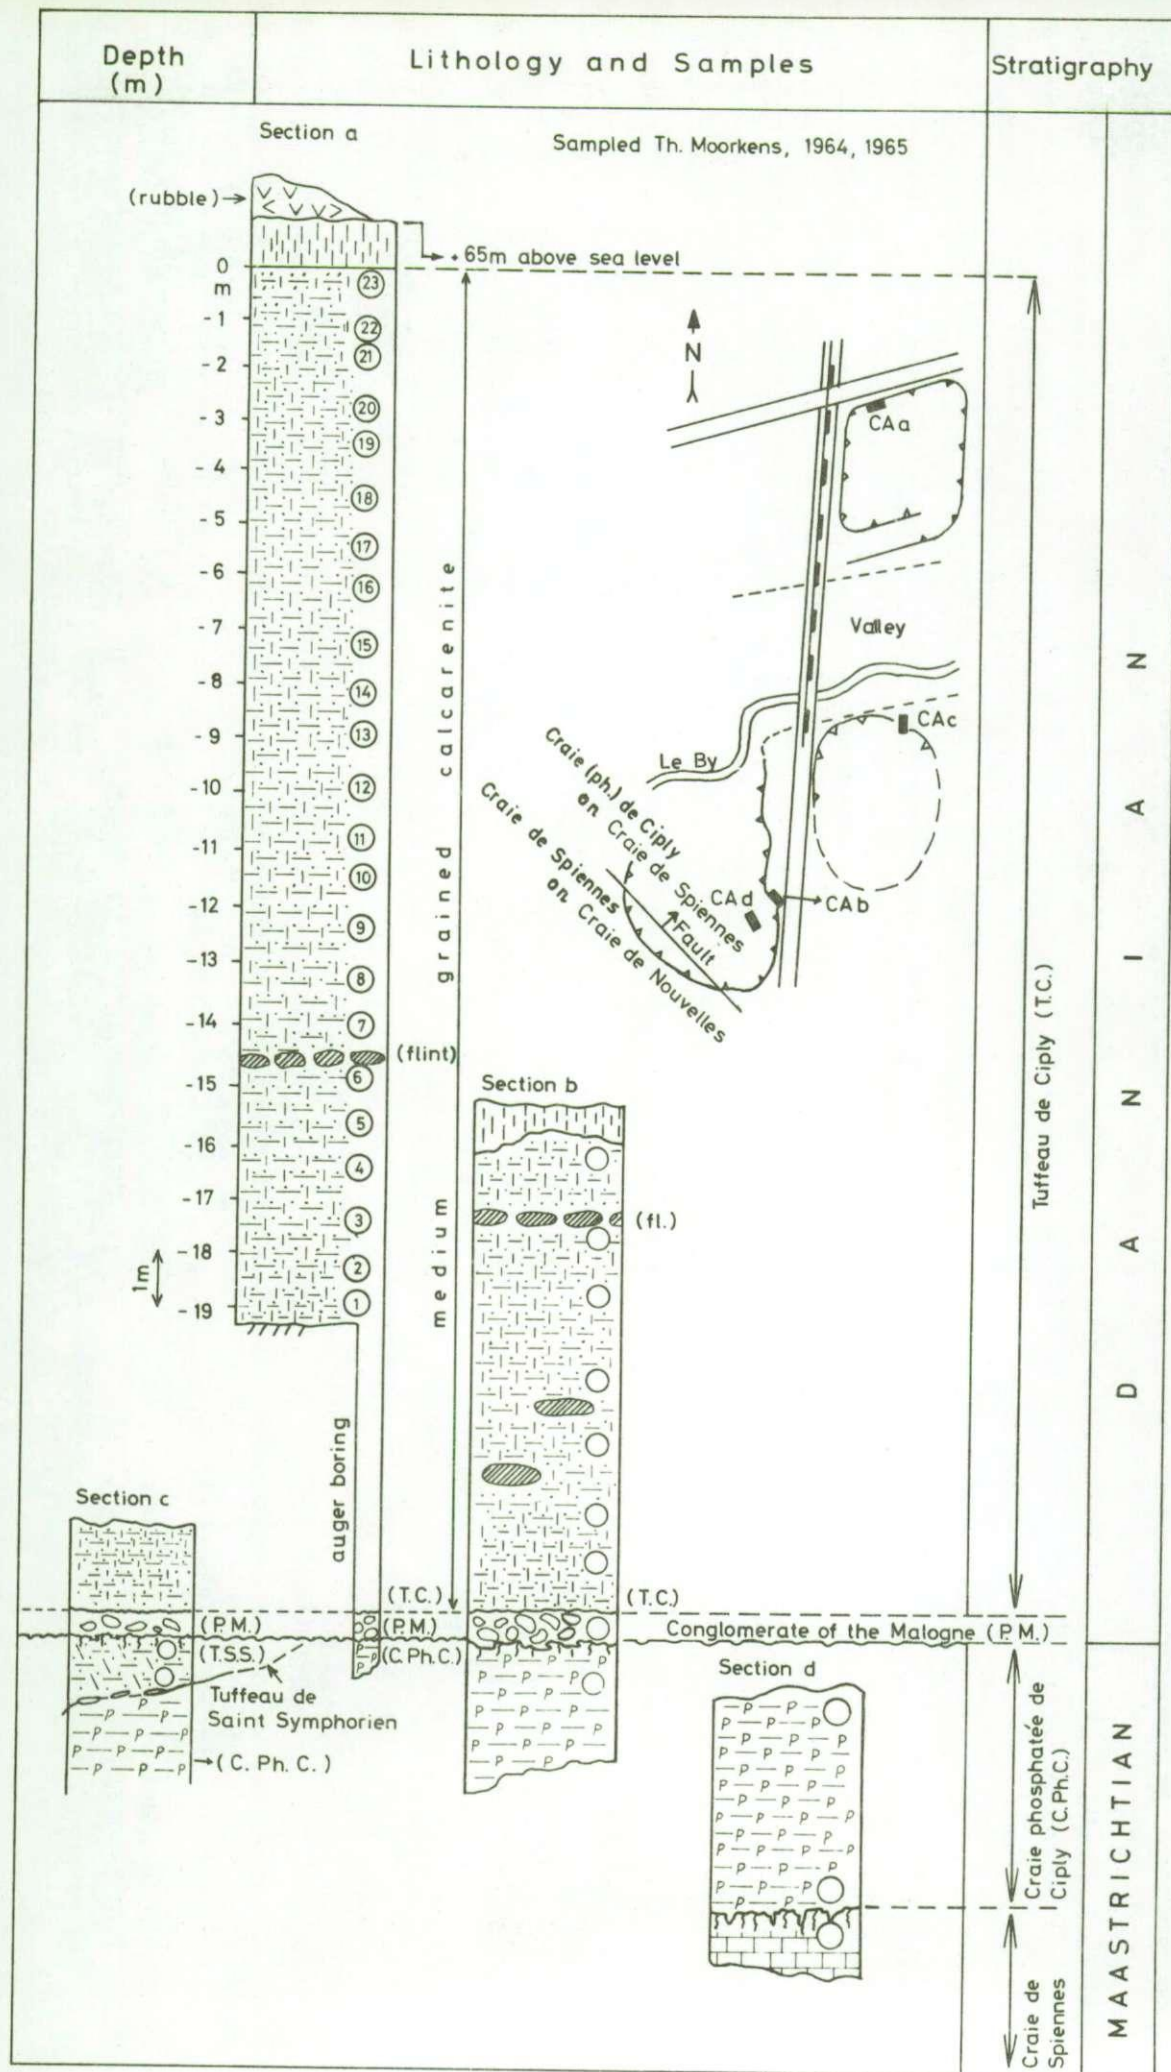 Depth
(m)
Lithology and Samples
Stratigraphy
Section a
Sampled Th. Moorkens, 1964, 1965
(rubble)
+65m above sea level
0
m
-1
-2
-3
-4
-5
-6
-7
-8
-9
-10
-11
-12
-13
-14
-15
-16
-17
-18
-19
1m
23
22
21
20
19
18
17
16
15
14
13
12
11
10
9
8
7
6
5
4
3
2
1
(flint)
medium grained calcarenite
auger boring
N
CAa
Valley
CAc
Le By
Craie (ph.) de Ciply
on Craie de Spiennes
Craie de Spiennes
on Craie de Nouvelles
Fault
CAd
CAb
Section b
(fl.)
Section c
(T.C.)
(P.M.)
(T.S.S.)
(C.Ph.C.)
Tuffeau de
Saint Symphorien
(C. Ph. C.)
(P.M.)
(T.C.)
Conglomerate of the Malogne (P.M.)
Section d
P
Tuffeau de Ciply (T.C.)
Craie phosphatée de
Ciply (C.Ph.C.)
Craie de
Spiennes
DANIAN
MAASTRICHTIAN